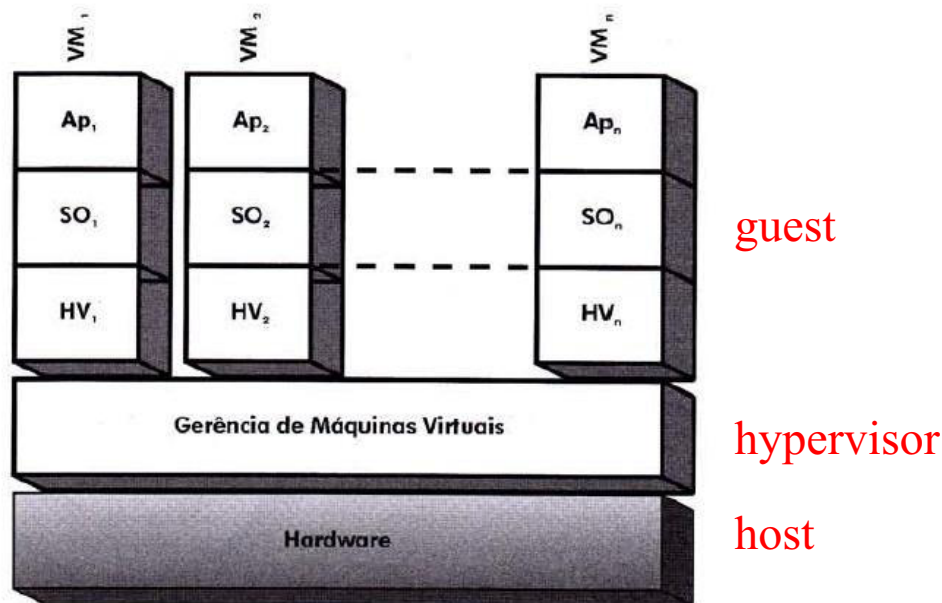 VM₁ VM₂ VMₙ
Ap₁ Ap₂ Apₙ
SO₁ SO₂ SOₙ
guest
HV₁ HV₂ HVₙ
Gerência de Máquinas Virtuais
hypervisor
Hardware
host